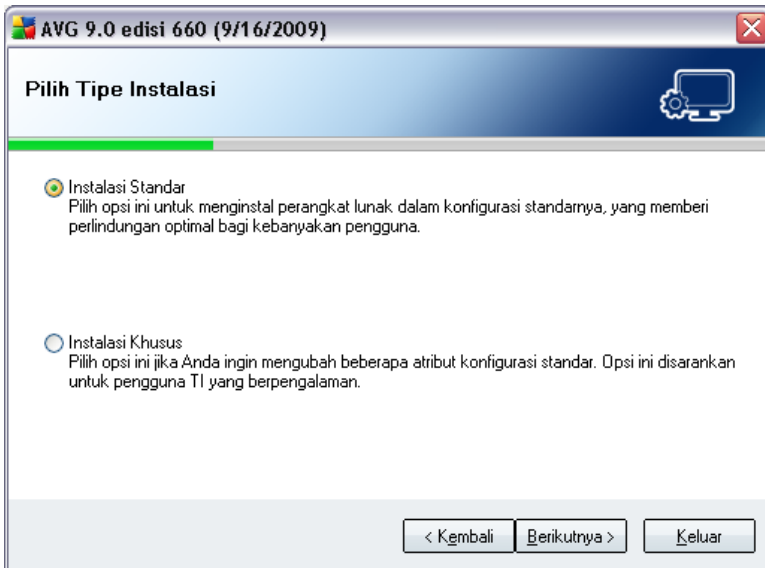 AVG 9.0 edisi 660 (9/16/2009)
Pilih Tipe Instalasi
Instalasi Standar
Pilih opsi ini untuk menginstal perangkat lunak dalam konfigurasi standarnya, yang memberi
perlindungan optimal bagi kebanyakan pengguna.
Instalasi Khusus
Pilih opsi ini jika Anda ingin mengubah beberapa atribut konfigurasi standar. Opsi ini disarankan
untuk pengguna TI yang berpengalaman.
< Kembali Berikutnya > Keluar